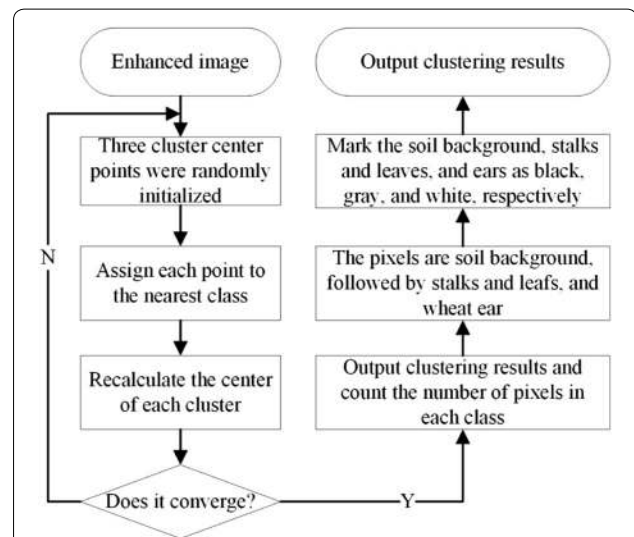 Enhanced image
Three cluster center
points were randomly
initialized
N
Assign each point to
the nearest class
Recalculate the center
of each cluster
Does it converge?
Y
Output clustering results
Mark the soil background, stalks
and leaves, and ears as black,
gray, and white, respectively
The pixels are soil background,
followed by stalks and leafs, and
wheat ear
Output clustering results and
count the number of pixels in
each class